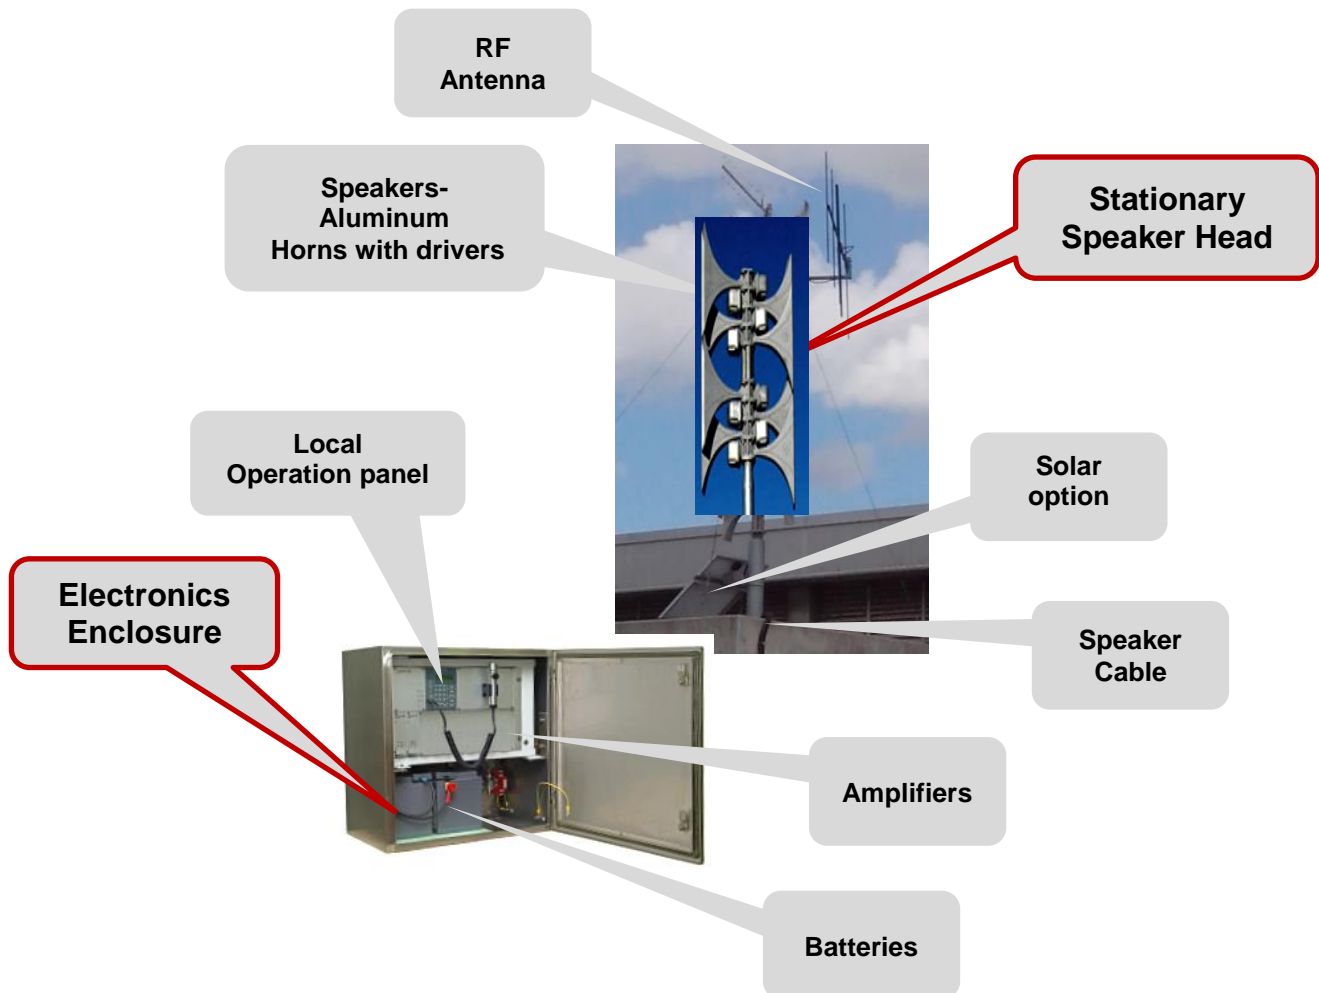 RF
Antenna
Speakers-
Aluminum
Horns with drivers
Stationary
Speaker Head
Local
Operation panel
Solar
option
Electronics
Enclosure
Speaker
Cable
Amplifiers
Batteries